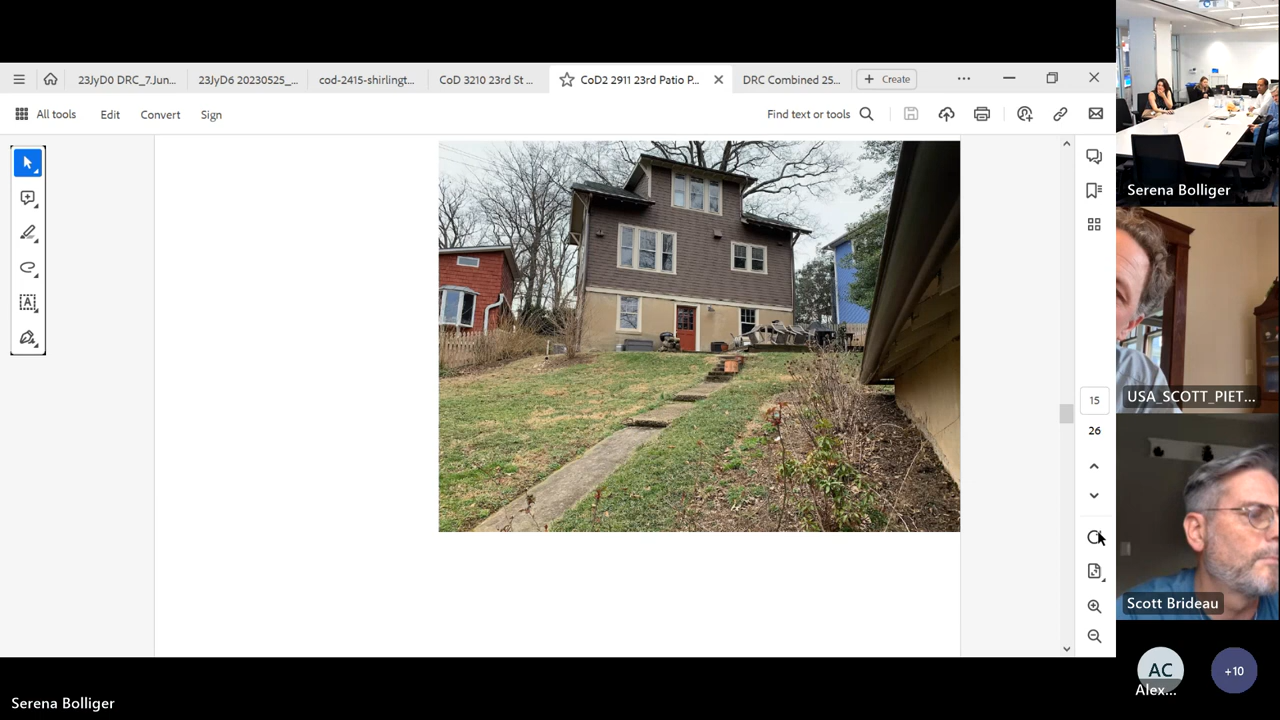 23JyD0 DRC_7.Jun...
23JyD6 20230525_...
cod-2415-shirlingt...
CoD 3210 23rd St ...
CoD2 2911 23rd Patio P...
DRC Combined 25...
Create
All tools
Edit
Convert
Sign
Find text or tools
15
26
Serena Bolliger
USA_SCOTT_PIET...
Scott Brideau
AC
Alex...
+10
Serena Bolliger